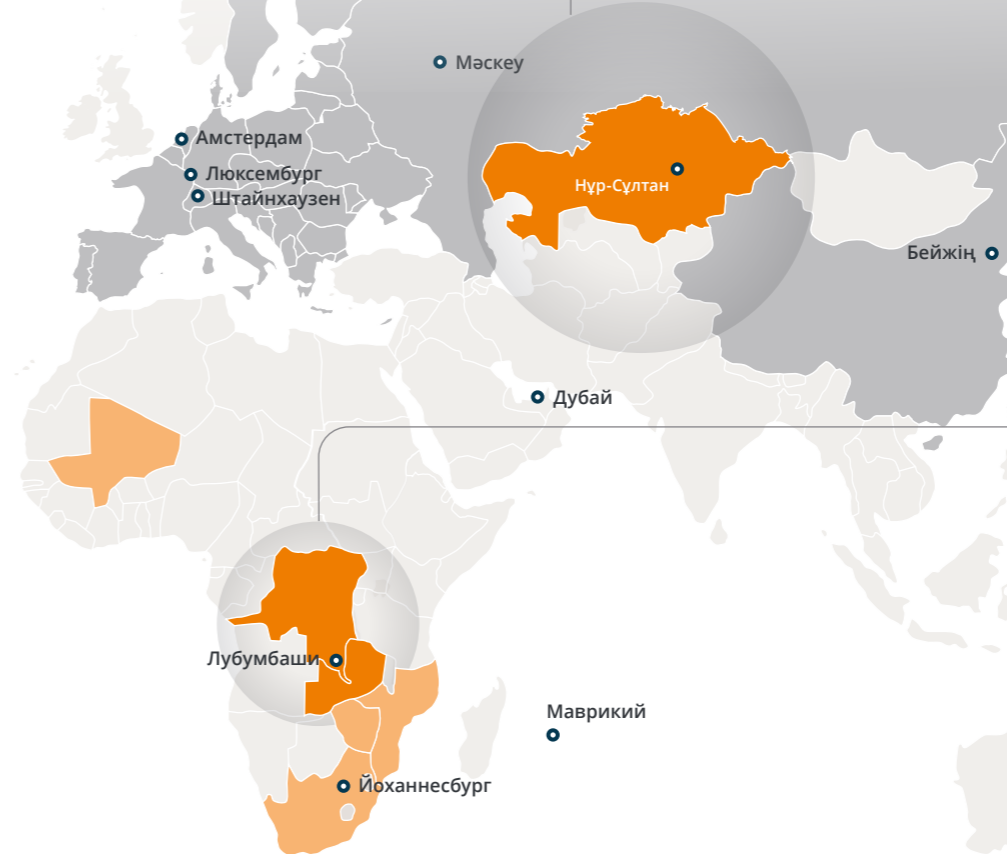 Мәскеу
Амстердам
Люксембург
Штайнхаузен
Нұр-Сұлтан
Бейжің
Дубай
Лубумбаши
Маврикий
Йоханнесбург